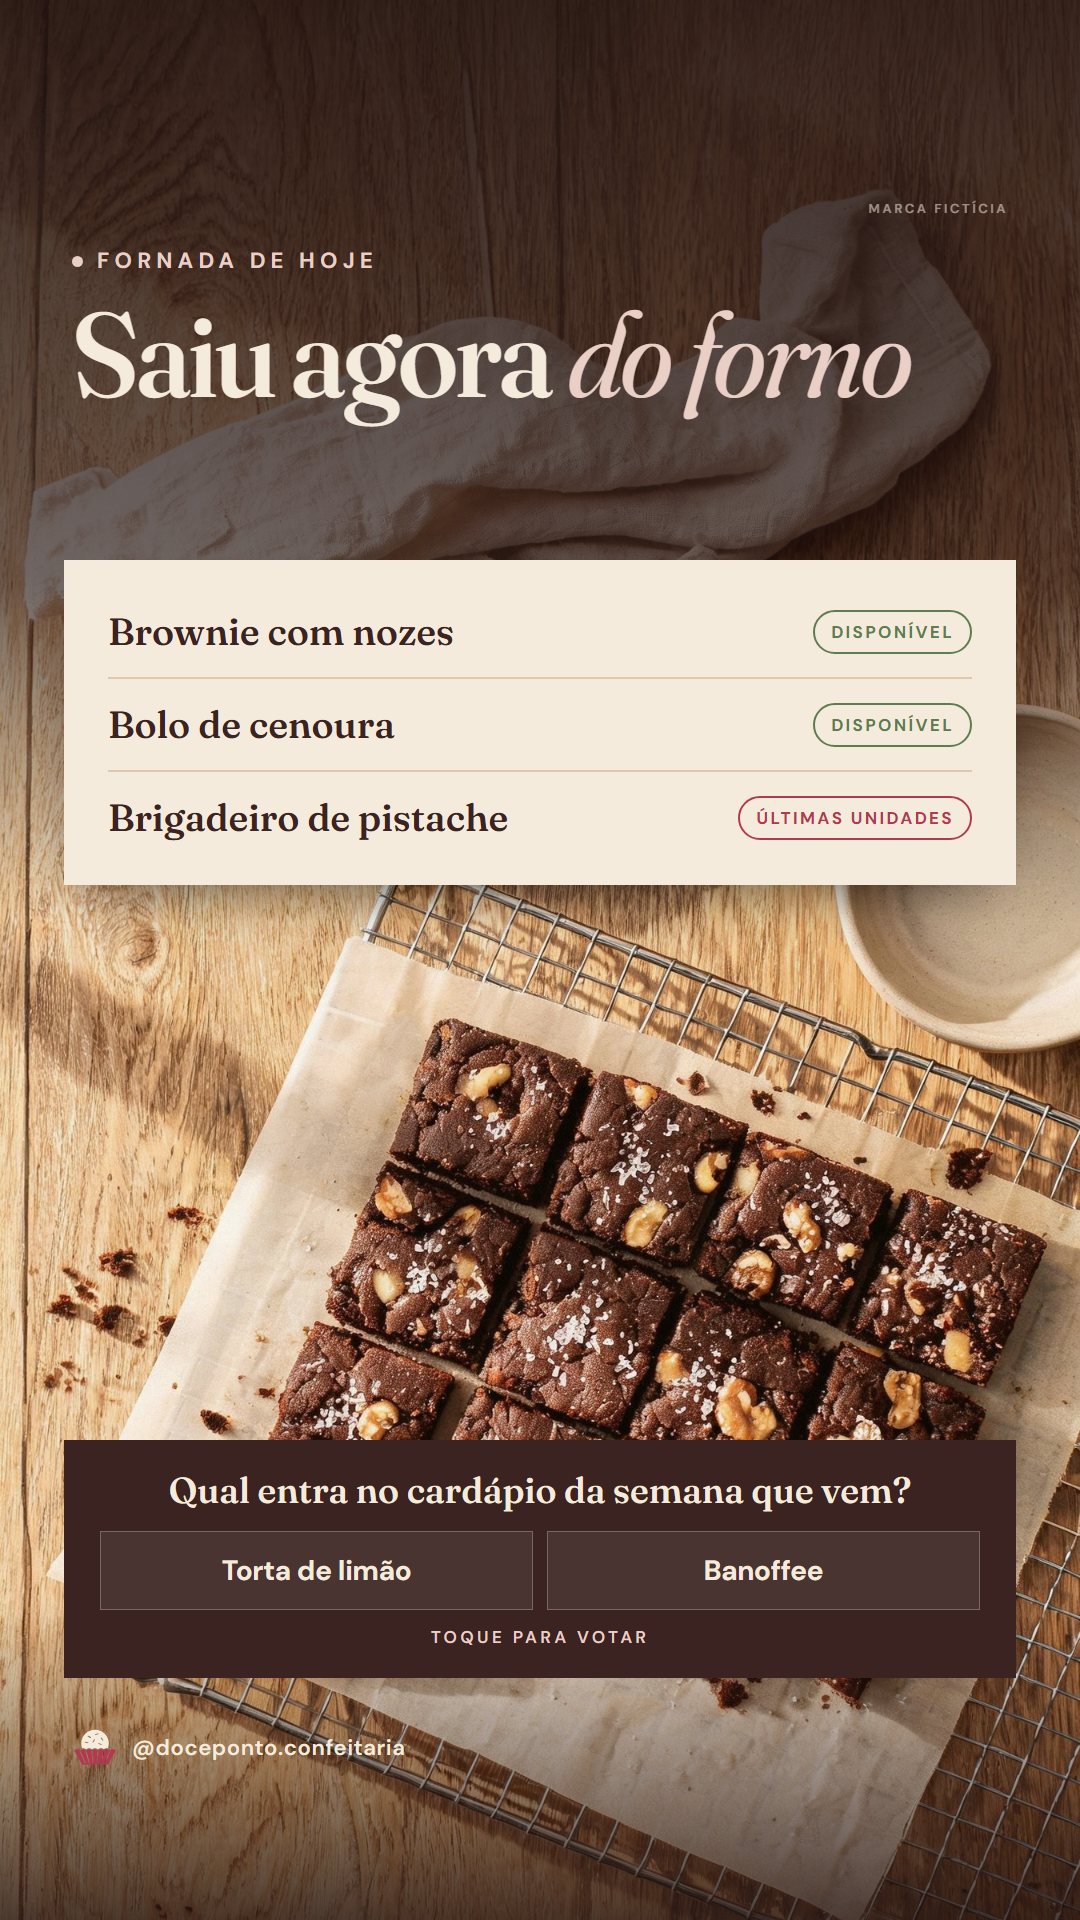 MARCA FICTÍCIA
FORNADA DE HOJE
Saiu agora do forno
Brownie com nozes
DISPONÍVEL
Bolo de cenoura
DISPONÍVEL
Brigadeiro de pistache
ÚLTIMAS UNIDADES
Qual entra no cardápio da semana que vem?
Torta de limão
Banoffee
TOQUE PARA VOTAR
@doceponto.confeitaria